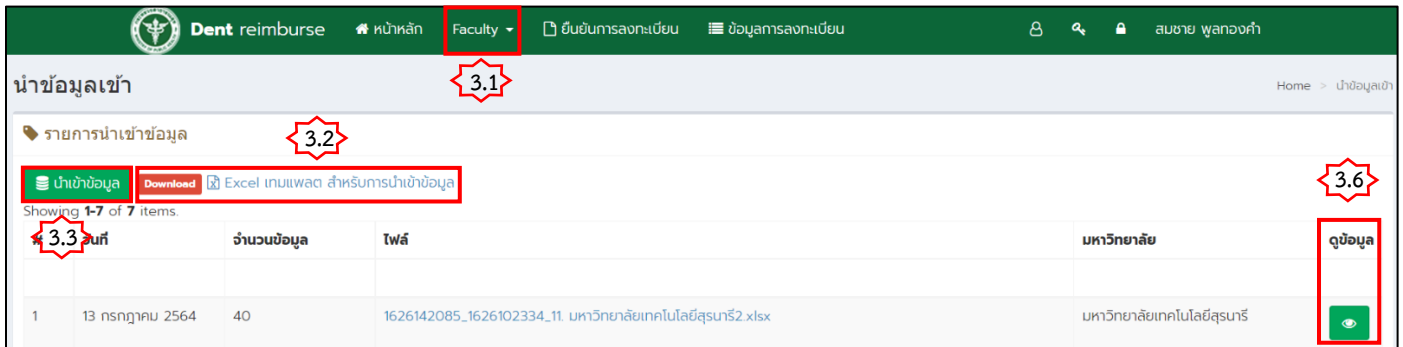 Dent reimburse หน้าหลัก Faculty ยืนยันการลงทะเบียน ข้อมูลการลงทะเบียน สมชาย พูลทองคำ
3.1
นำข้อมูลเข้า Home > นำข้อมูลเข้า
รายการนำเข้าข้อมูล
3.2
นำเข้าข้อมูล Download Excel เทมเพลต สำหรับการนำเข้าข้อมูล
3.6
Showing 1-7 of 7 items.
# 3.3 วันที่ จำนวนข้อมูล ไฟล์ มหาวิทยาลัย ดูข้อมูล
1 13 กรกฎาคม 2564 40 1626142085_1626102334_11. มหาวิทยาลัยเทคโนโลยีสุรนารี2.xlsx มหาวิทยาลัยเทคโนโลยีสุรนารี